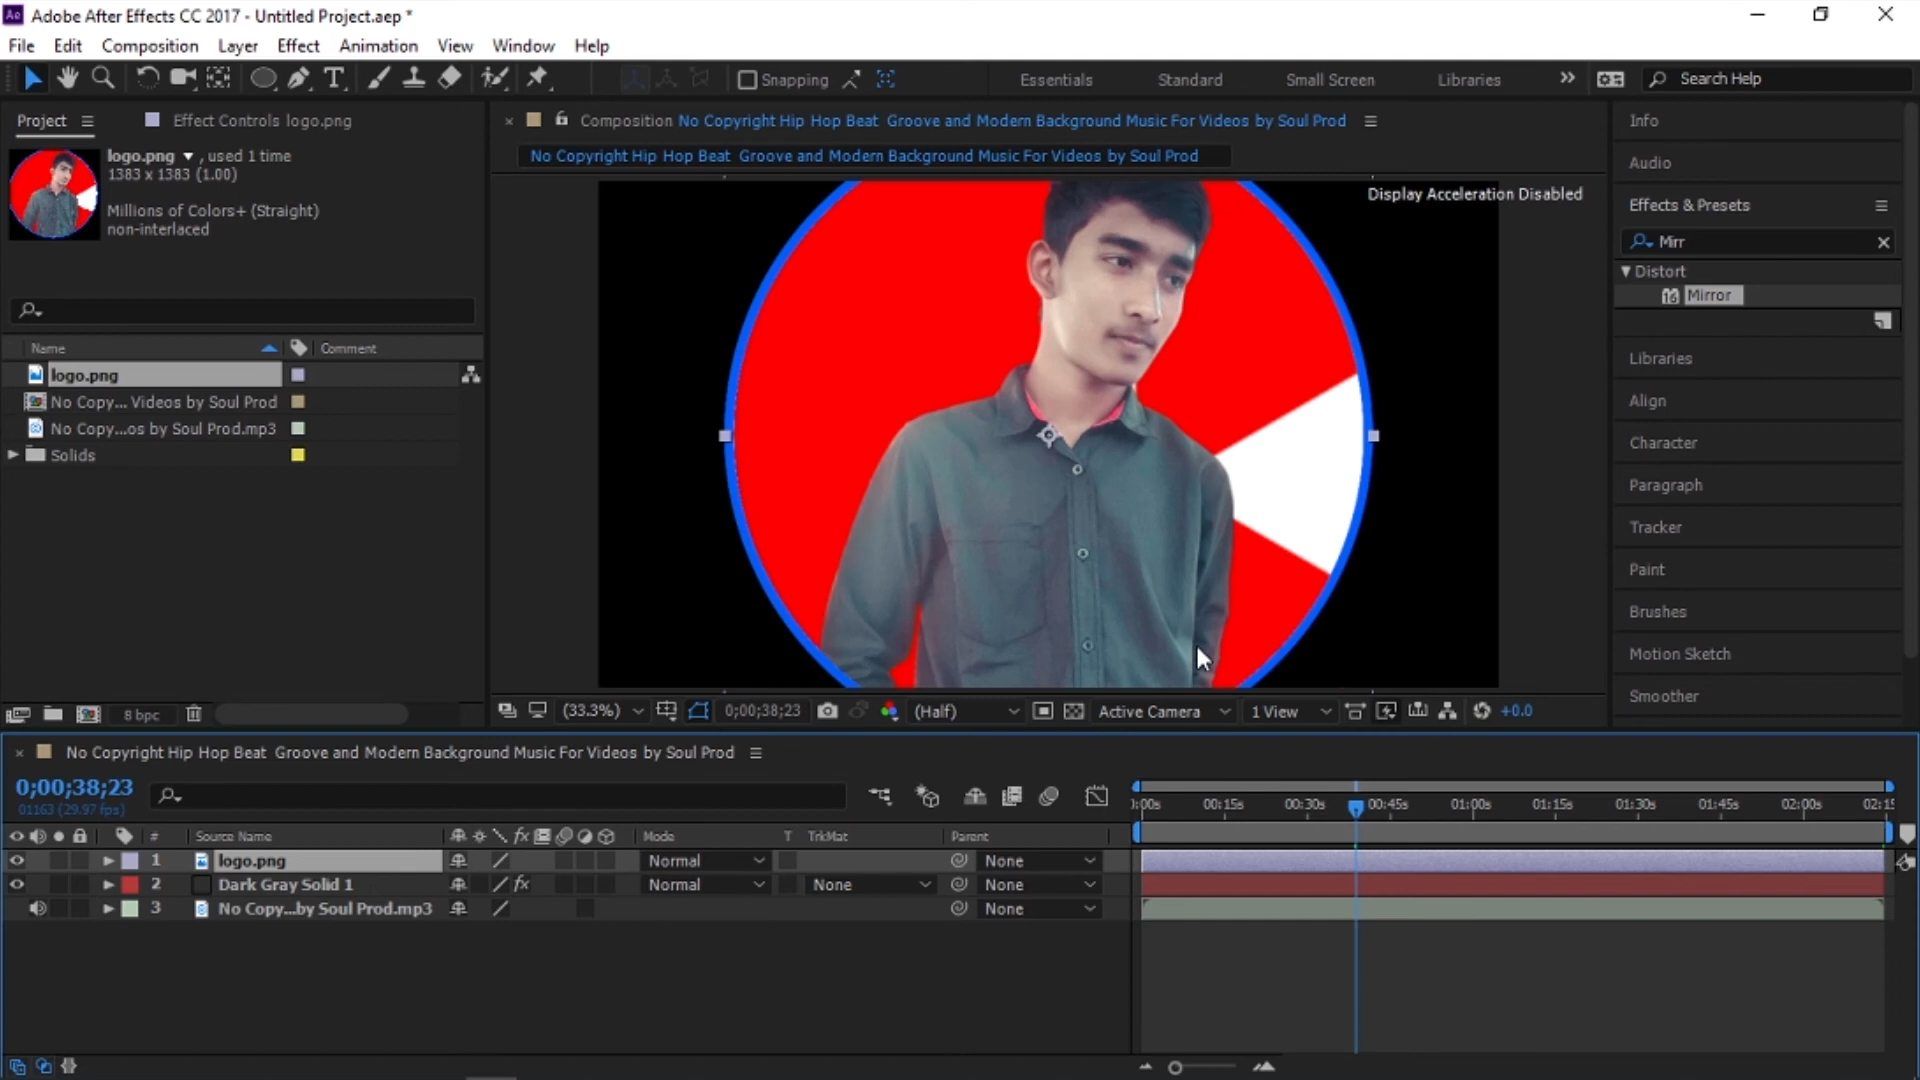 Adobe After Effects CC 2017 - Untitled Project.aep *
File Edit Composition Layer Effect Animation View Window Help
Snapping Essentials Standard Small Screen Libraries Search Help
Project Effect Controls logo.png
logo.png , used 1 time
1383 x 1383 (1.00)
Millions of Colors+ (Straight)
non-interlaced
Name Comment
logo.png
No Copy... Videos by Soul Prod
No Copy...os by Soul Prod.mp3
Solids
8 bpc
Composition No Copyright Hip Hop Beat Groove and Modern Background Music For Videos by Soul Prod
No Copyright Hip Hop Beat Groove and Modern Background Music For Videos by Soul Prod
Display Acceleration Disabled
(33.3%) 0;00;38;23 (Half) Active Camera 1 View +0.0
Info
Audio
Effects & Presets
Mirr
Distort
16 Mirror
Libraries
Align
Character
Paragraph
Tracker
Paint
Brushes
Motion Sketch
Smoother
No Copyright Hip Hop Beat Groove and Modern Background Music For Videos by Soul Prod
0;00;38;23
01163 (29.97 fps)
:00s 00:15s 00:30s 00:45s 01:00s 01:15s 01:30s 01:45s 02:00s 02:15
# Source Name fx Mode T TrkMat Parent
1 logo.png Normal None
2 Dark Gray Solid 1 fx Normal None None
3 No Copy...by Soul Prod.mp3 None